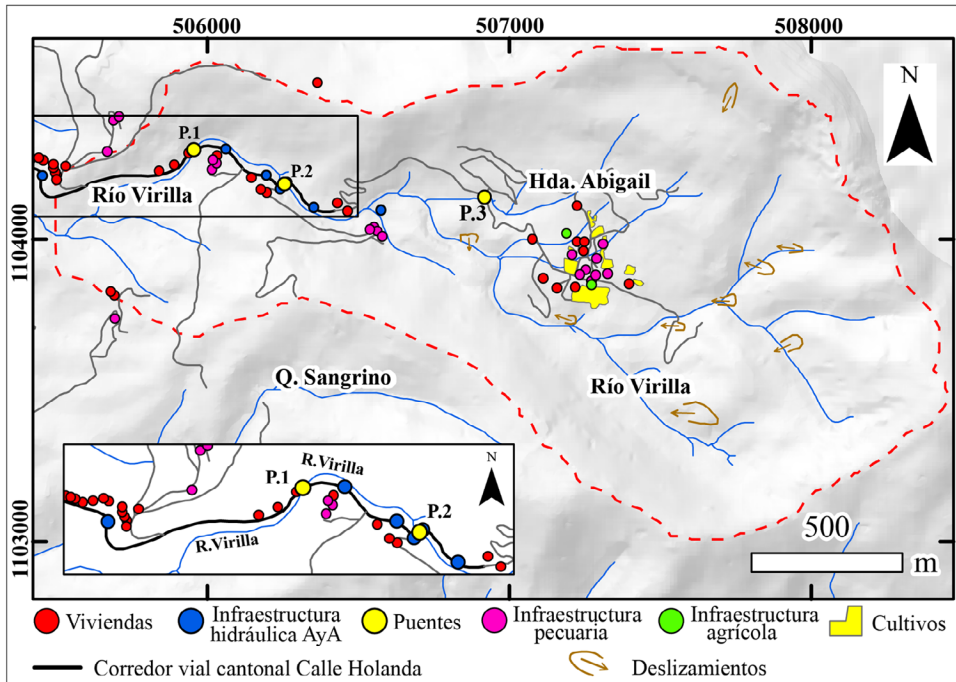 506000 507000 508000
N
P.1
P.2
Río Virilla
Hda. Abigail
P.3
1104000
Q. Sangrino
Río Virilla
N
R.Virilla
P.1
P.2
R.Virilla
1103000
500
m
Viviendas
Infraestructura
hidráulica AyA
Puentes
Infraestructura
pecuaria
Infraestructura
agrícola
Cultivos
Corredor vial cantonal Calle Holanda
Deslizamientos